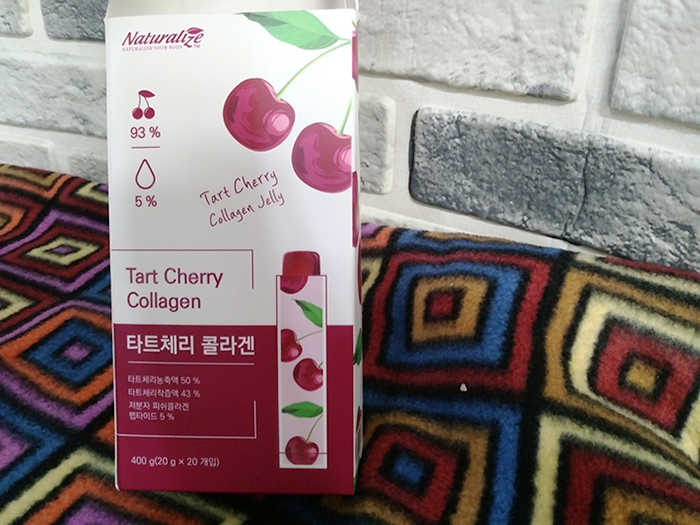 Naturalize
NATURALIZE YOUR BODY
93 %
5 %
Tart Cherry
Collagen Jelly
Tart Cherry
Collagen
타트체리 콜라겐
타트체리농축액 50 %
타트체리착즙액 43 %
저분자 피쉬콜라겐
펩타이드 5 %
400 g(20 g × 20 개입)